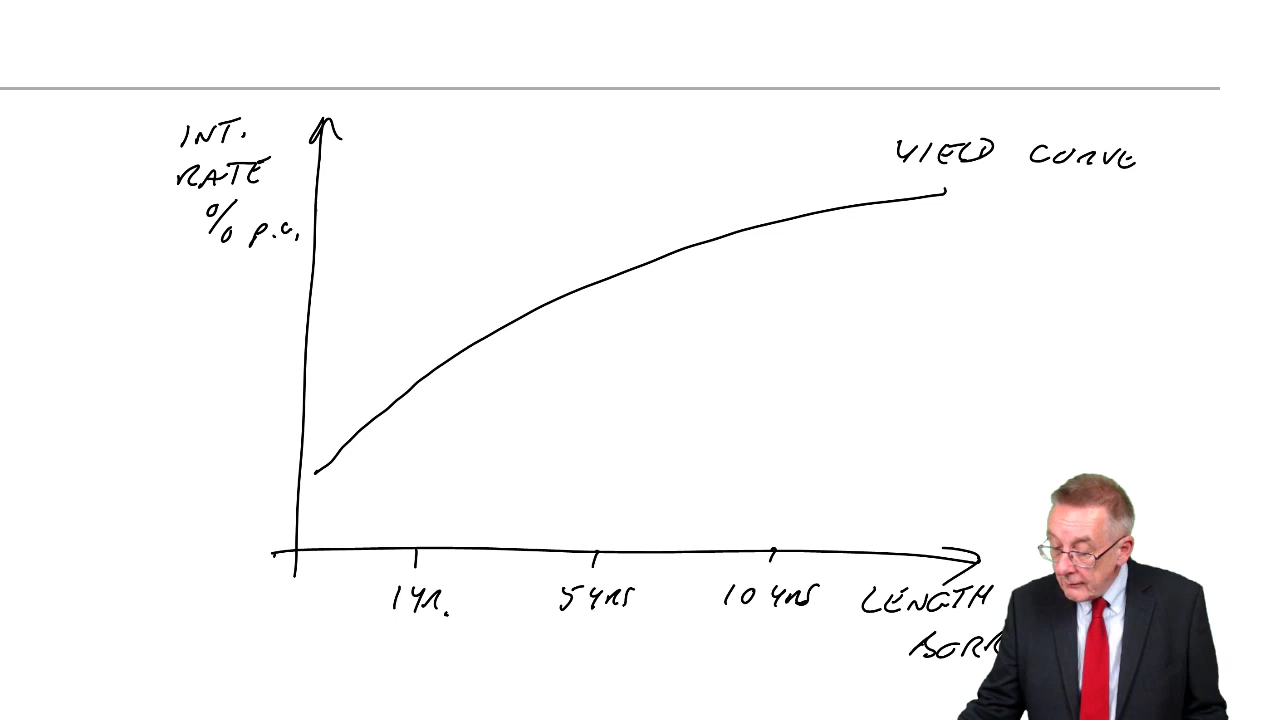 INT.
RATE
% p.a.
YIELD CURVE
1 YR.
5 YRS
10 YRS
LENGTH